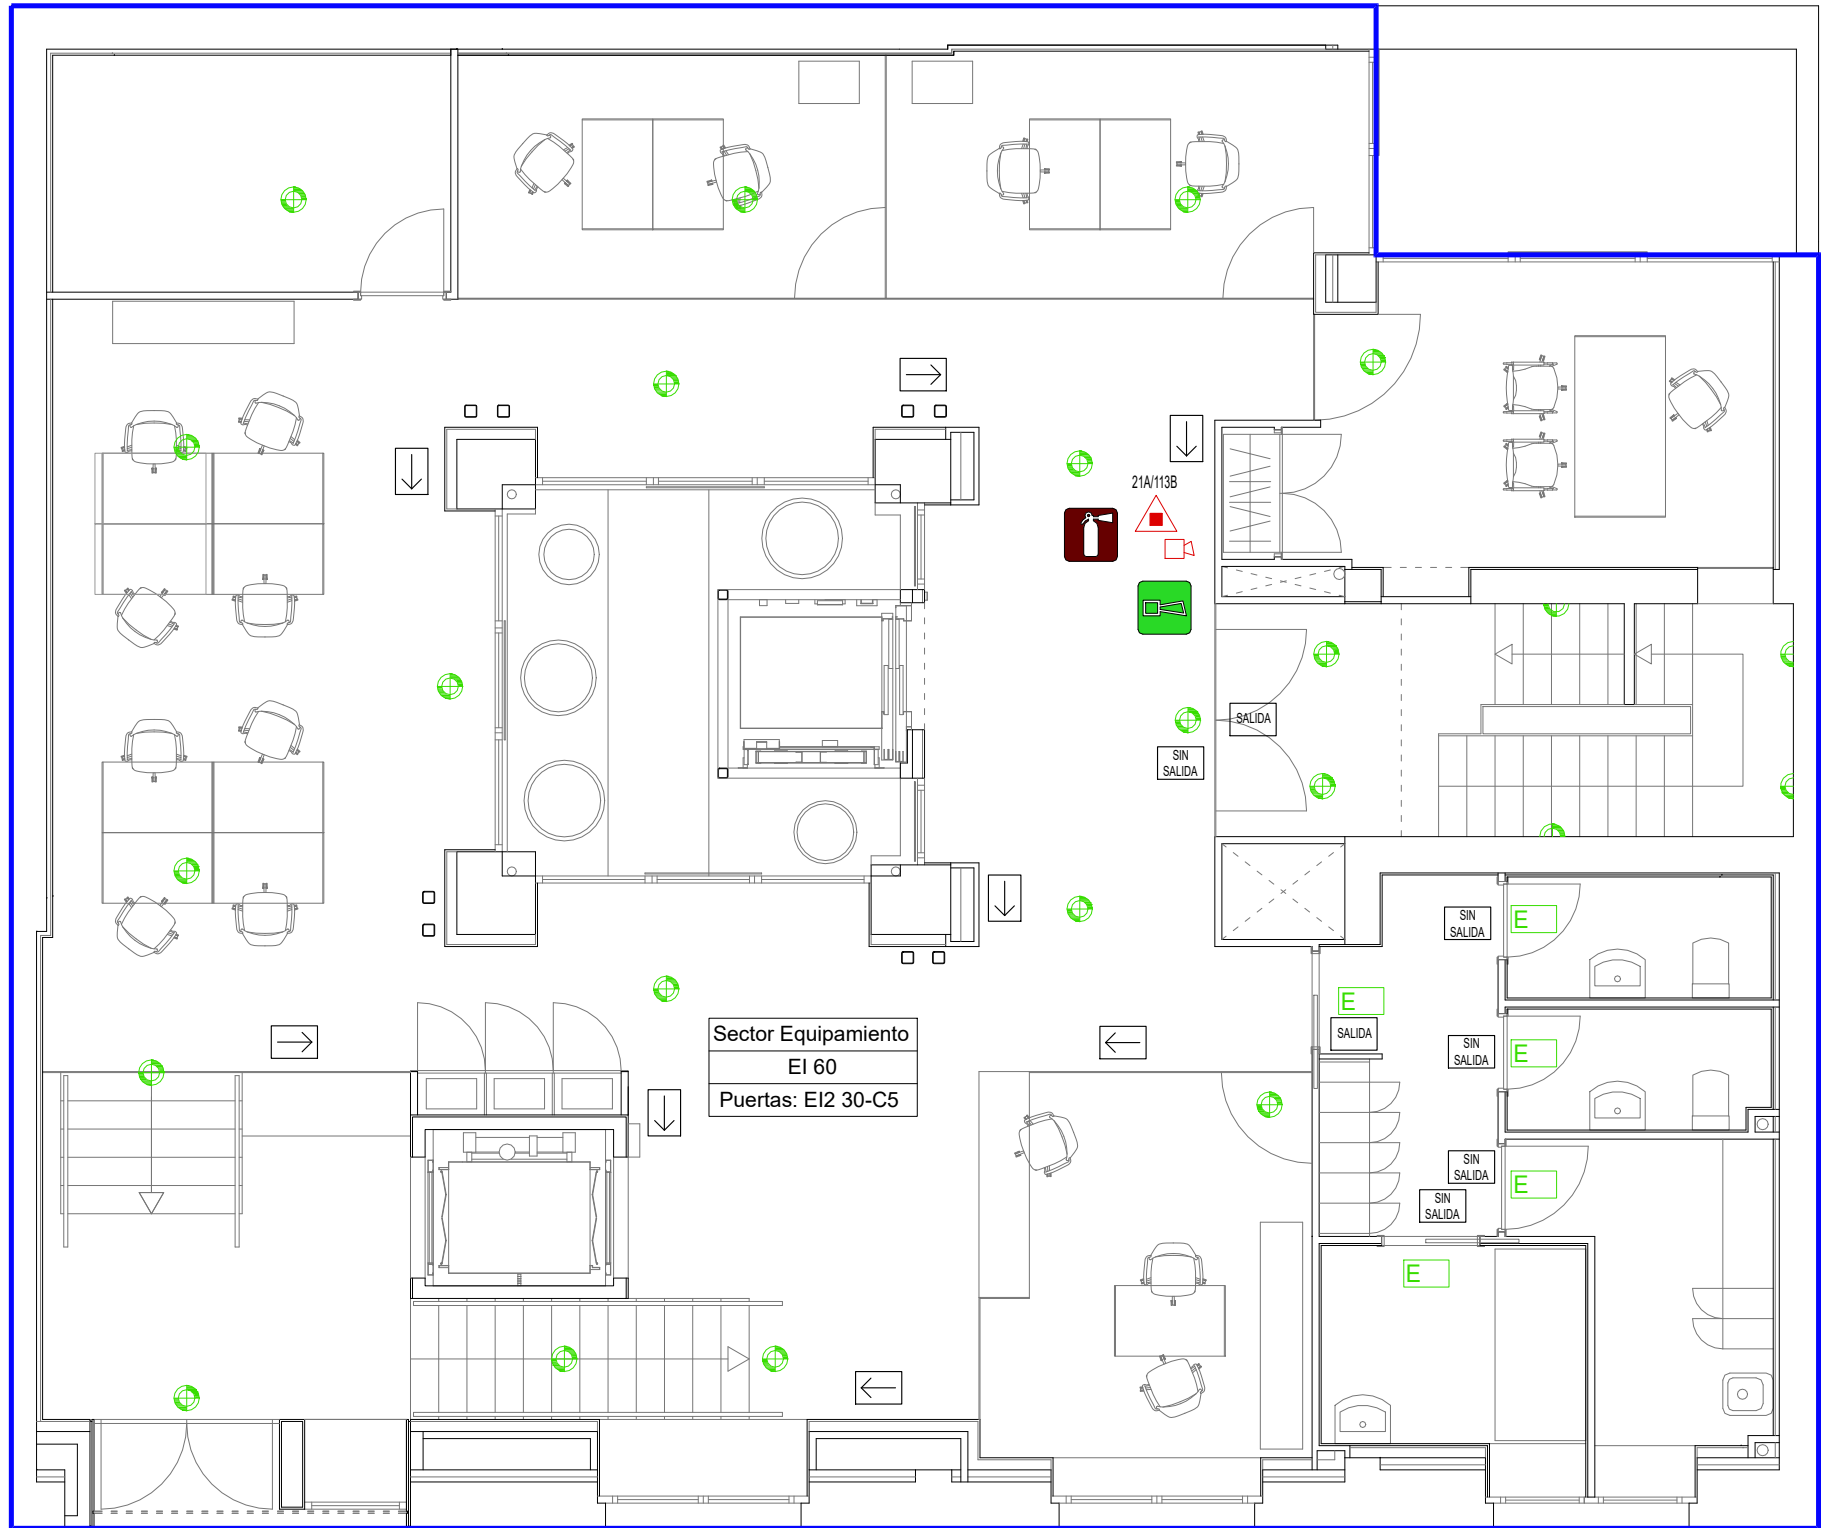 21A/113B
SALIDA
SIN
SALIDA
SIN
SALIDA
E
E
SALIDA
SIN
SALIDA
E
Sector Equipamiento
EI 60
Puertas: EI2 30-C5
SIN
SALIDA
E
SIN
SALIDA
E